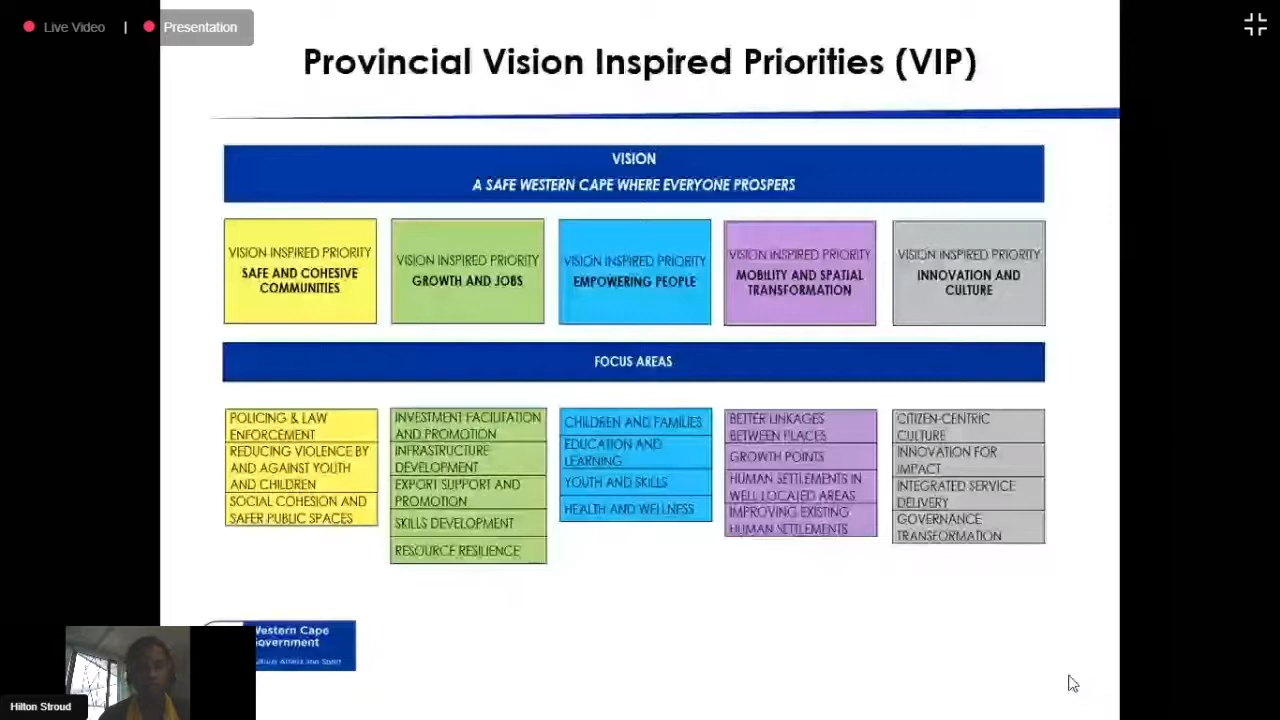 Live Video | Presentation
Provincial Vision Inspired Priorities (VIP)
VISION
A SAFE WESTERN CAPE WHERE EVERYONE PROSPERS
VISION INSPIRED PRIORITY
SAFE AND COHESIVE
COMMUNITIES
VISION INSPIRED PRIORITY
GROWTH AND JOBS
VISION INSPIRED PRIORITY
EMPOWERING PEOPLE
VISION INSPIRED PRIORITY
MOBILITY AND SPATIAL
TRANSFORMATION
VISION INSPIRED PRIORITY
INNOVATION AND
CULTURE
FOCUS AREAS
POLICING & LAW
ENFORCEMENT
REDUCING VIOLENCE BY
AND AGAINST YOUTH
AND CHILDREN
SOCIAL COHESION AND
SAFER PUBLIC SPACES
INVESTMENT FACILITATION
AND PROMOTION
INFRASTRUCTURE
DEVELOPMENT
EXPORT SUPPORT AND
PROMOTION
SKILLS DEVELOPMENT
RESOURCE RESILIENCE
CHILDREN AND FAMILIES
EDUCATION AND
LEARNING
YOUTH AND SKILLS
HEALTH AND WELLNESS
BETTER LINKAGES
BETWEEN PLACES
GROWTH POINTS
HUMAN SETTLEMENTS IN
WELL LOCATED AREAS
IMPROVING EXISTING
HUMAN SETTLEMENTS
CITIZEN-CENTRIC
CULTURE
INNOVATION FOR
IMPACT
INTEGRATED SERVICE
DELIVERY
GOVERNANCE
TRANSFORMATION
Western Cape
Government
Hilton Stroud